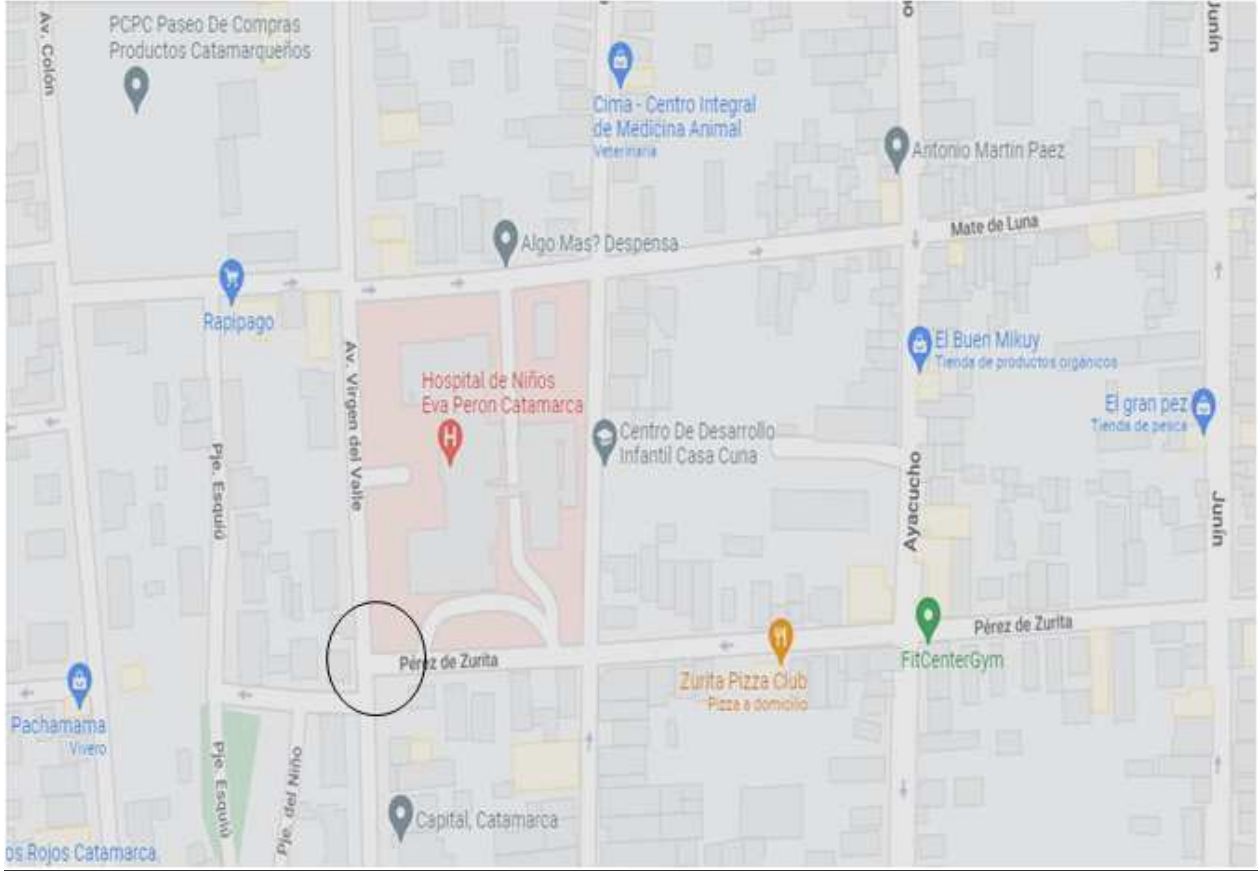 Av. Colón
PCPC Paseo De Compras
Productos Catamarqueños
Junín
Cima - Centro Integral
de Medicina Animal
Veterinaria
Antonio Martin Paez
Mate de Luna
Algo Mas? Despensa
Rapipago
El Buen Mikuy
Tienda de productos orgánicos
Av. Virgen del Valle
Hospital de Niños
Eva Peron Catamarca
El gran pez
Tienda de pesca
Centro De Desarrollo
Infantil Casa Cuna
Pje. Esquiú
Ayacucho
Junín
Pérez de Zurita
Pérez de Zurita
FitCenterGym
Zurita Pizza Club
Pizza a domicilio
Pachamama
Vivero
Pje. Esquiú
Pje. del Niño
Capital, Catamarca
os Rojos Catamarca
H